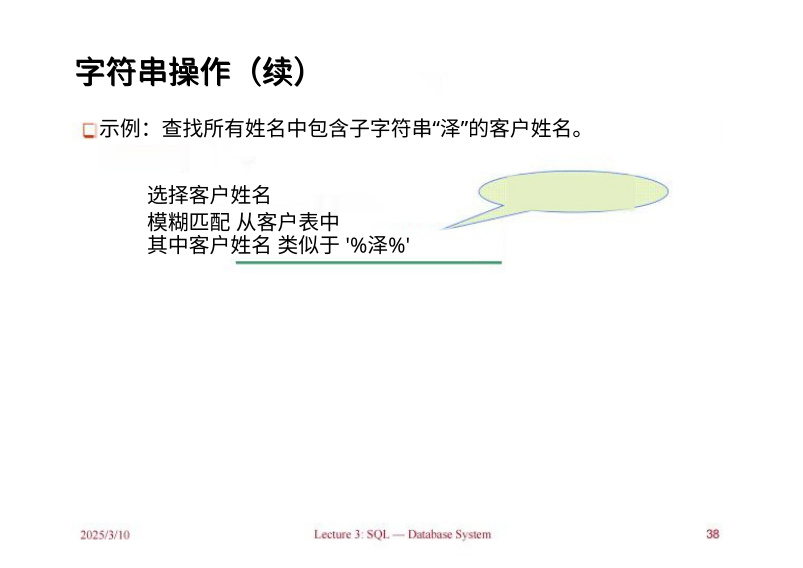 字符串操作（续）
示例：查找所有姓名中包含子字符串“泽”的客户姓名。
选择客户姓名
模糊匹配 从客户表中
其中客户姓名 类似于 '%泽%'
2025/3/10
Lecture 3: SQL — Database System
38